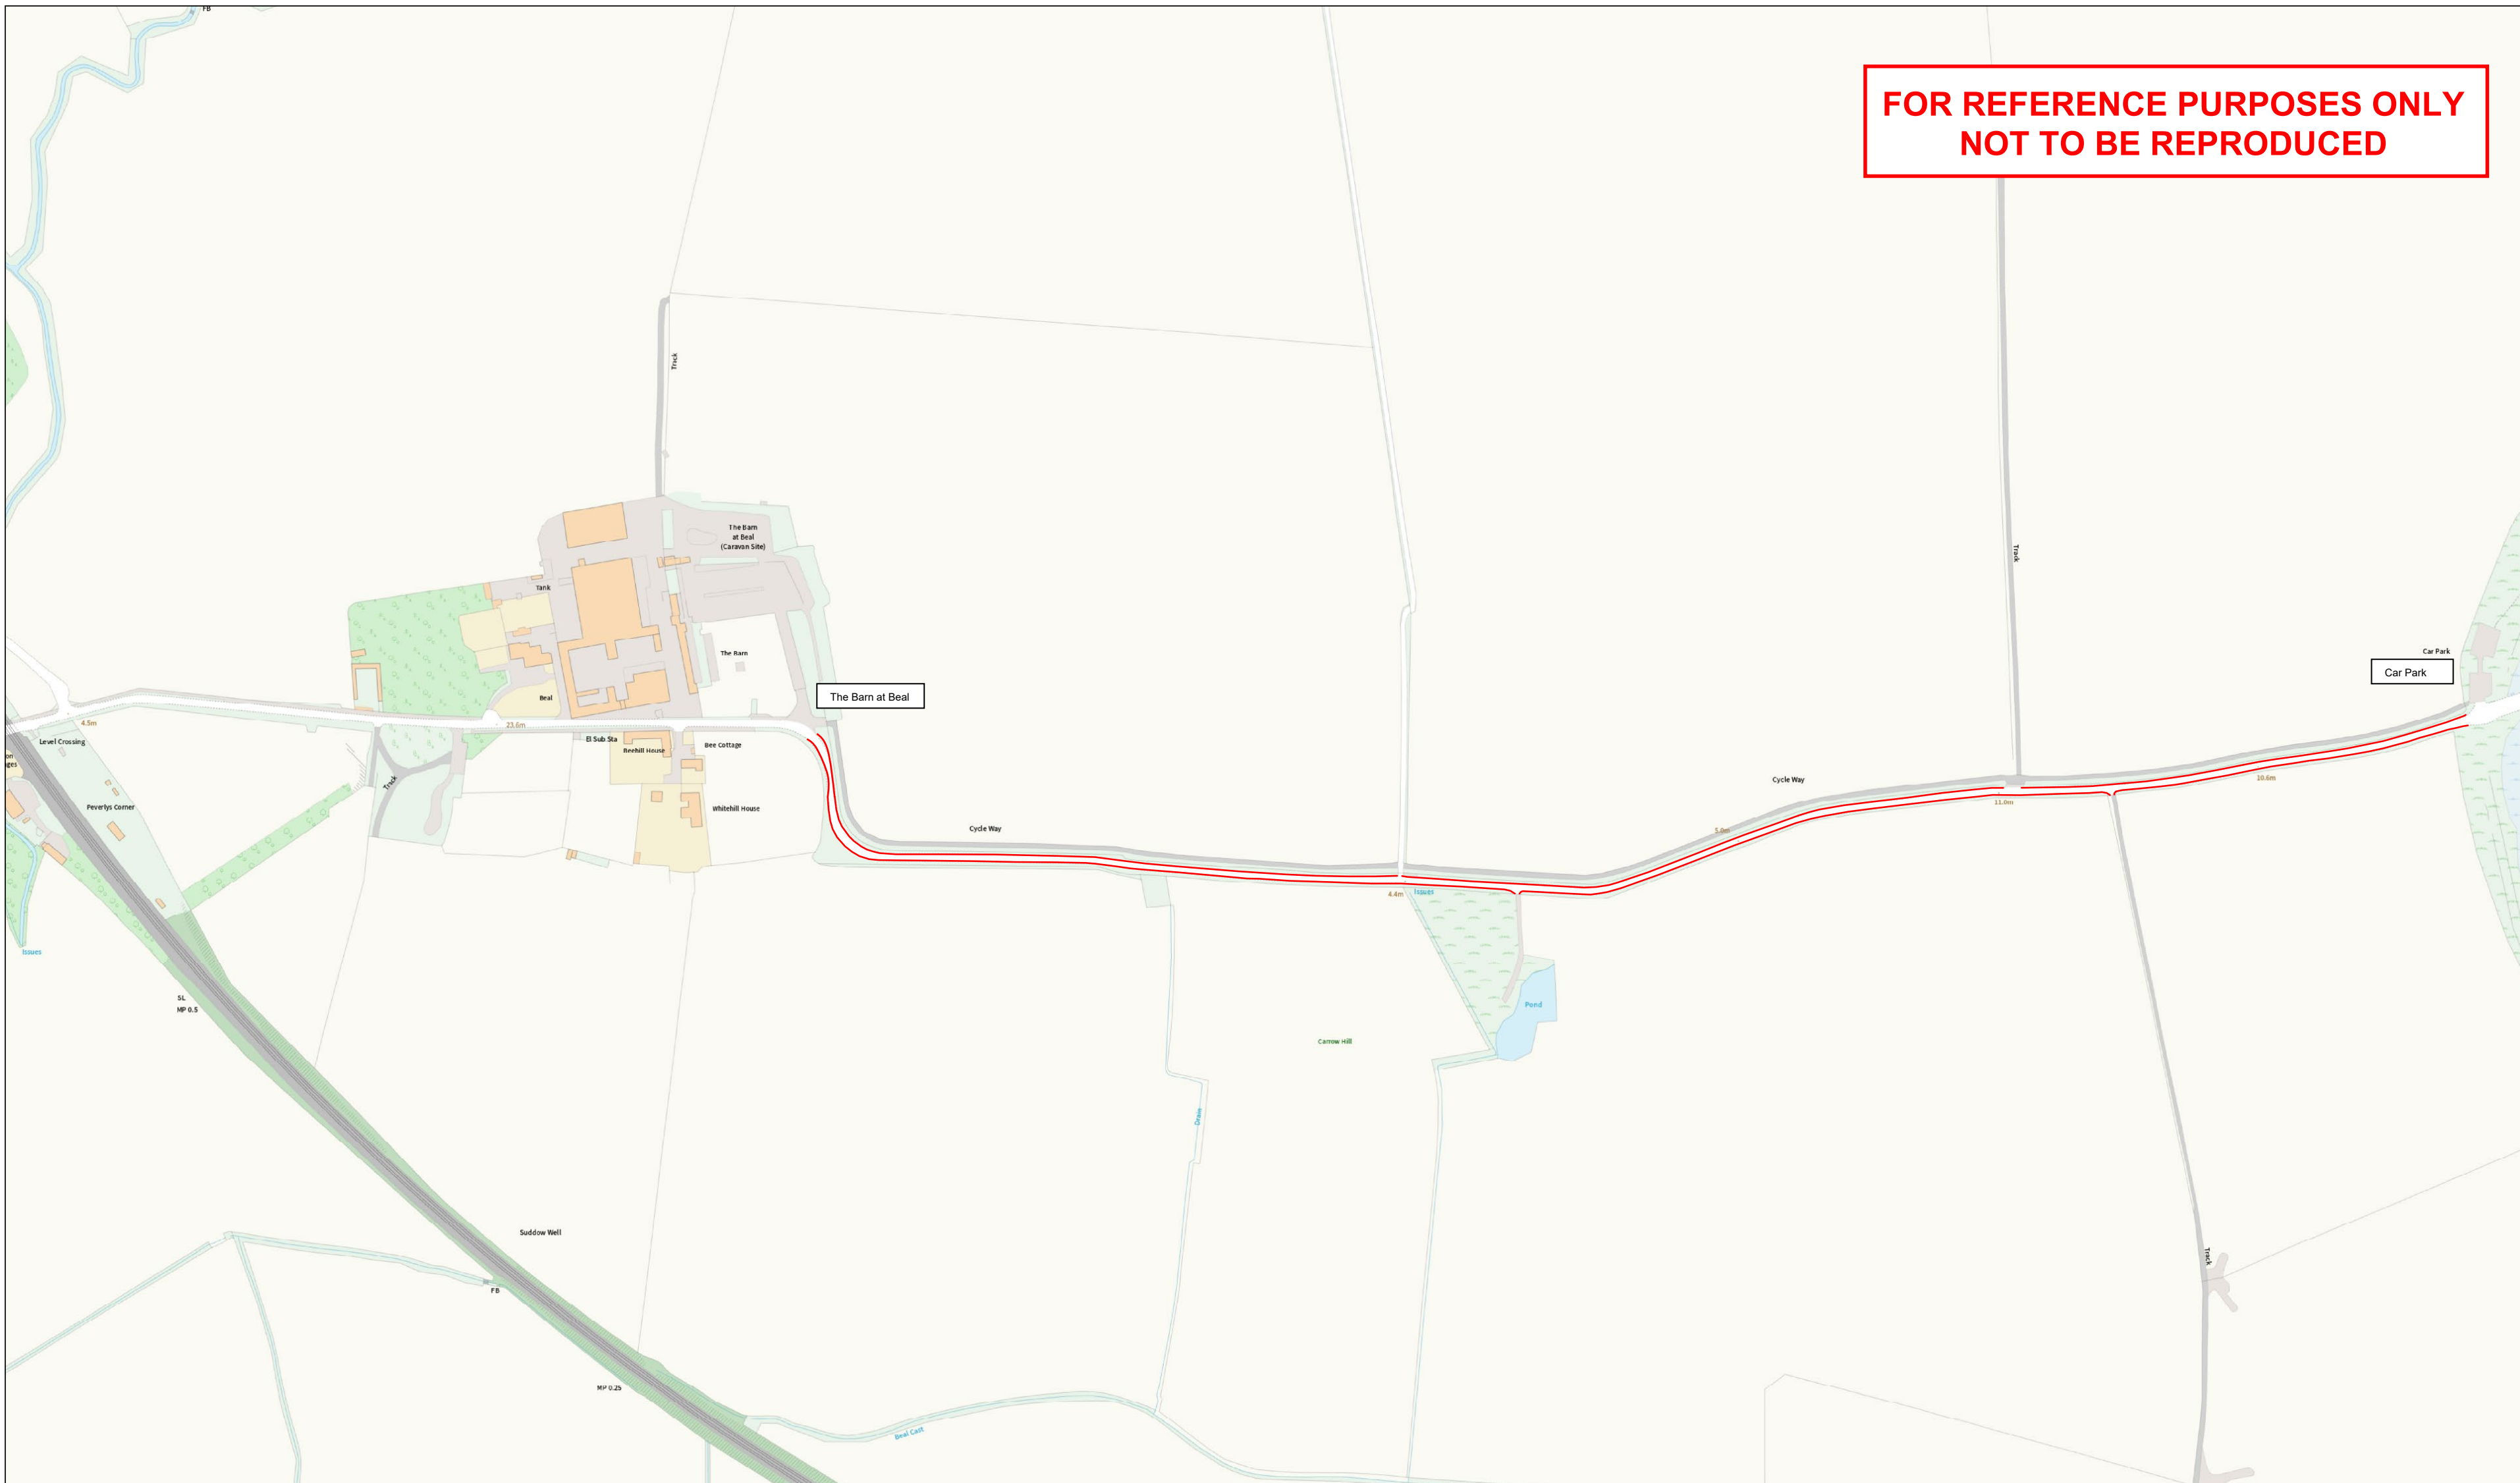 FB
FOR REFERENCE PURPOSES ONLY
NOT TO BE REPRODUCED
Track
The Barn
at Beal
(Caravan Site)
Track
Tank
The Barn
Car Park
Car Park
Beal
The Barn at Beal
4.5m
23.6m
Level Crossing
El Sub Sta
Beehill House
Bee Cottage
Track
Cycle Way
10.6m
11.0m
Peverlys Corner
Whitehill House
Cycle Way
5.0m
4.4m
Issues
Issues
SL
MP 0.5
Pond
Carrow Hill
Drain
Suddow Well
Track
FB
MP 0.25
Beal Cast